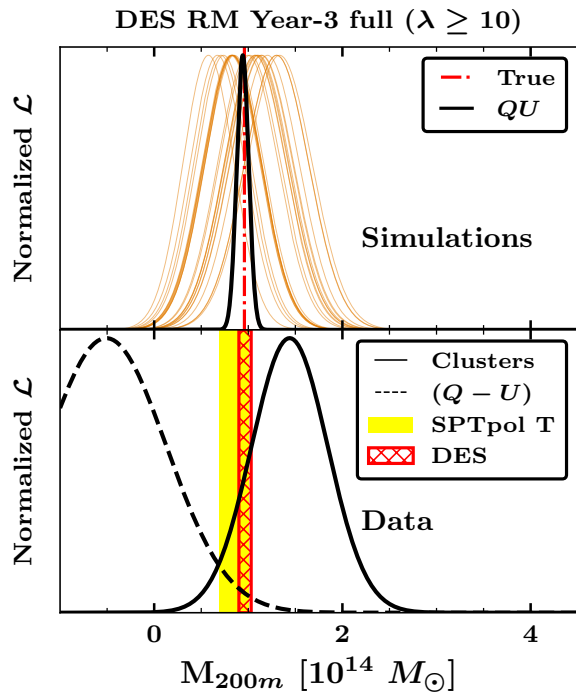 DES RM Year-3 full (λ ≥ 10)
Normalized ℒ
True
QU
Simulations
Normalized ℒ
Clusters
(Q − U)
SPTpol T
DES
Data
0 2 4
M₂₀₀ₘ [10¹⁴ M☉]